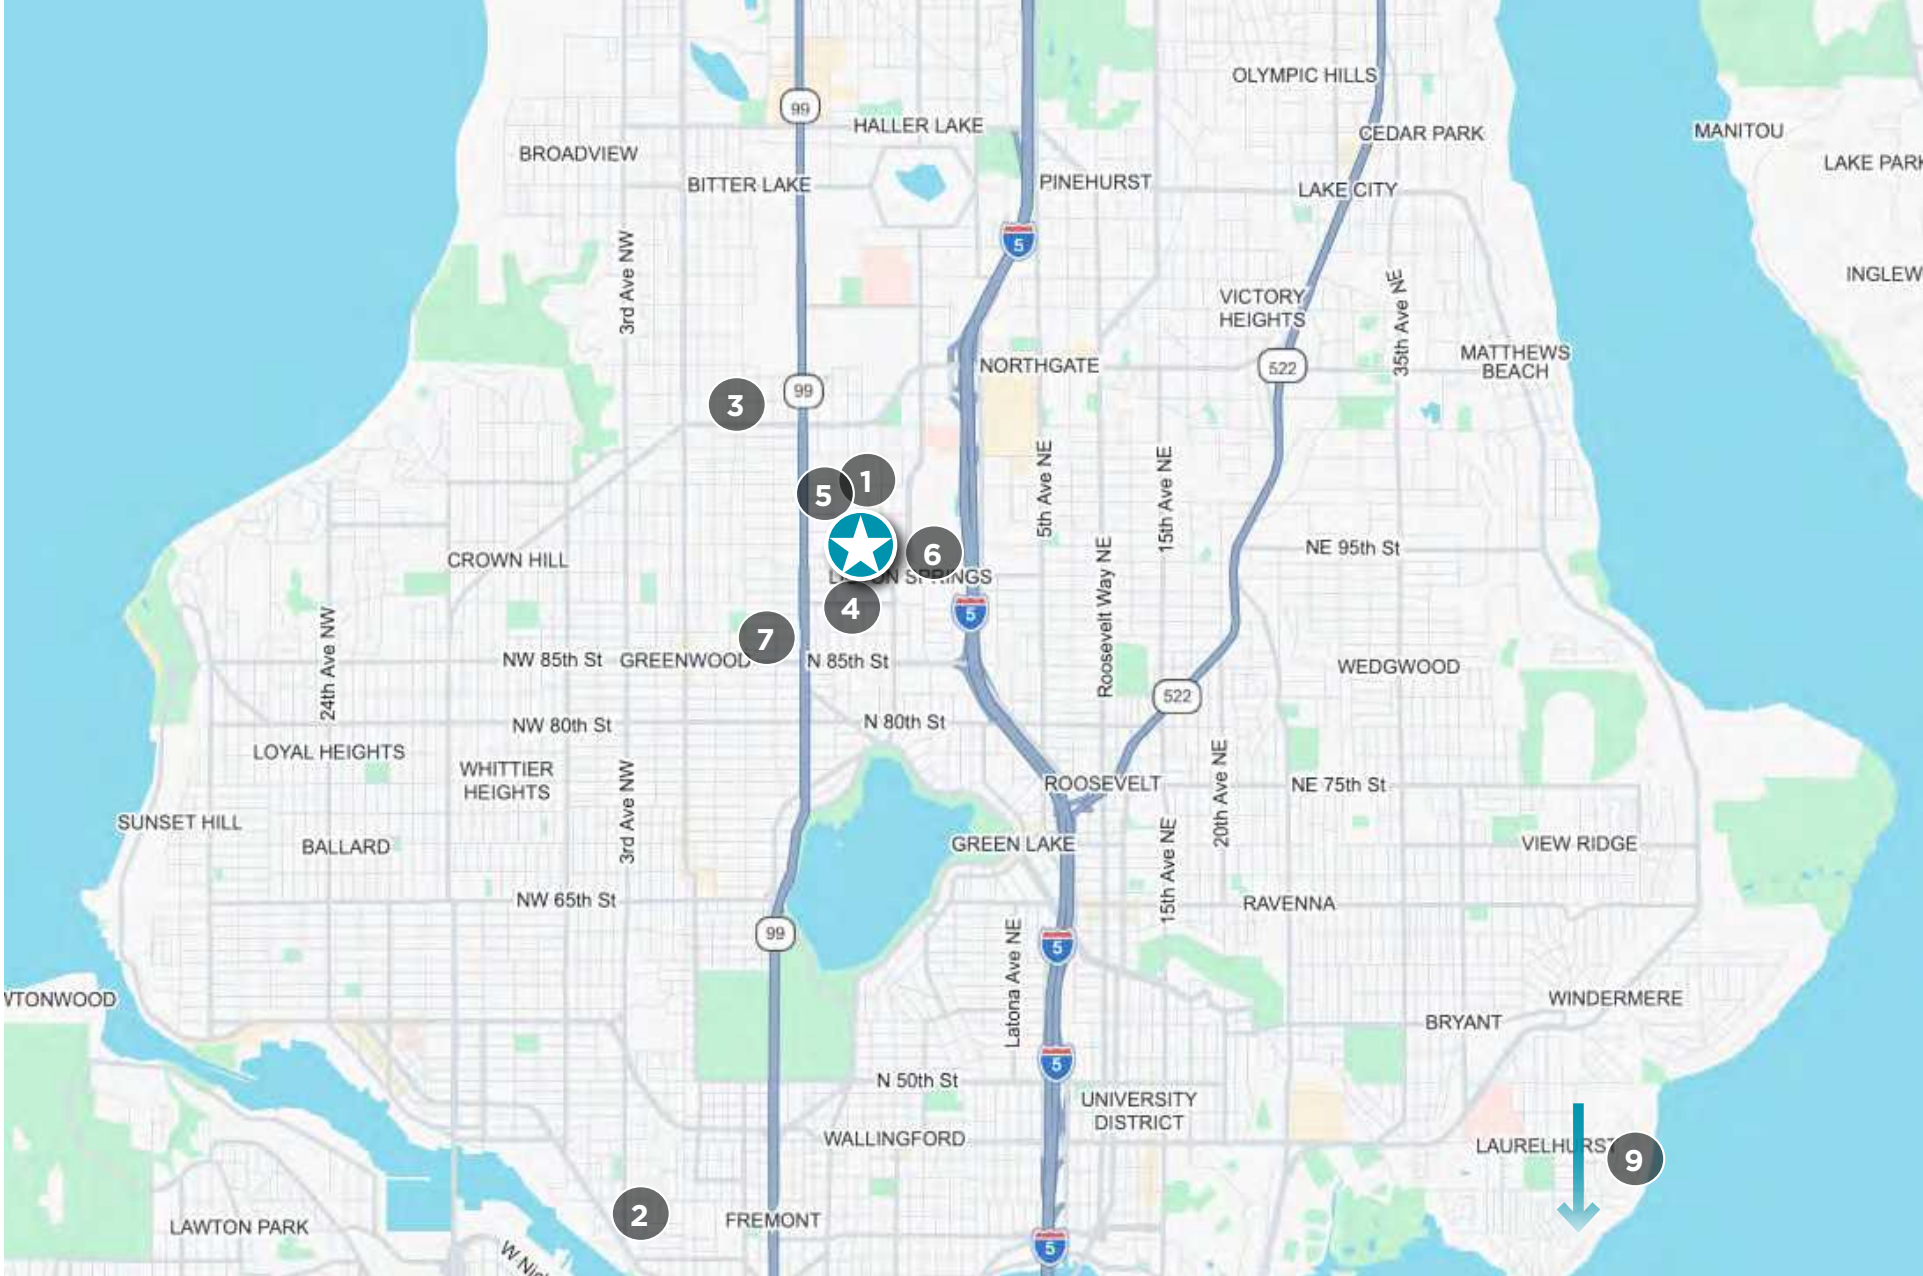 OLYMPIC HILLS
99
HALLER LAKE
CEDAR PARK
MANITOU
BROADVIEW
LAKE PARK
BITTER LAKE
PINEHURST
LAKE CITY
5
3rd Ave NW
INGLEW
VICTORY
HEIGHTS
35th Ave NE
MATTHEWS
BEACH
NORTHGATE
522
99
3
1
5
5th Ave NE
15th Ave NE
NE 95th St
6
CROWN HILL
SPRINGS
4
5
Roosevelt Way NE
7
24th Ave NW
NW 85th St
GREENWOOD
N 85th St
WEDGWOOD
522
NW 80th St
N 80th St
LOYAL HEIGHTS
WHITTIER
HEIGHTS
ROOSEVELT
NE 75th St
20th Ave NE
3rd Ave NW
SUNSET HILL
BALLARD
GREEN LAKE
VIEW RIDGE
15th Ave NE
NW 65th St
RAVENNA
99
5
Latona Ave NE
WTONWOOD
WINDERMERE
BRYANT
5
N 50th St
UNIVERSITY
DISTRICT
WALLINGFORD
LAURELHURST
9
2
FREMONT
LAWTON PARK
5